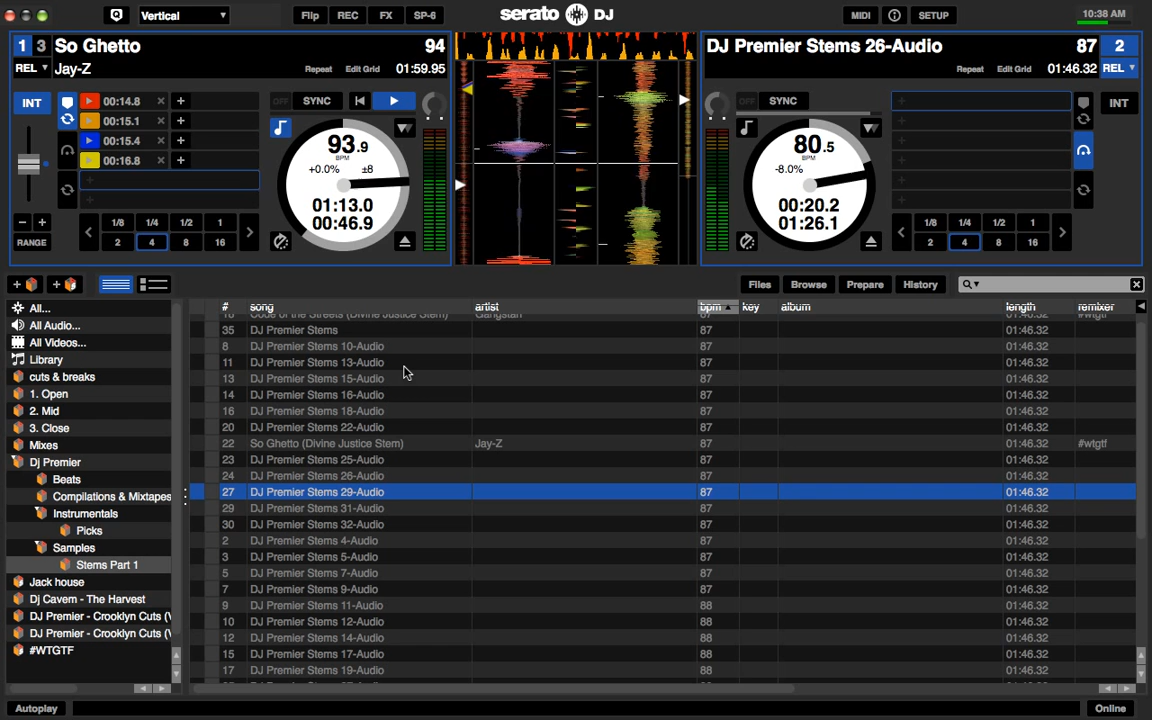 Vertical
Flip REC FX SP-6
serato DJ
MIDI SETUP
10:38 AM
1 3 So Ghetto 94
REL Jay-Z Repeat Edit Grid 01:59.95
INT
00:14.8
00:15.1
00:15.4
00:16.8
OFF SYNC
93.9
BPM
+0.0% ±8
01:13.0
00:46.9
RANGE
1/8 1/4 1/2 1
2 4 8 16
DJ Premier Stems 26-Audio 87 2
Repeat Edit Grid 01:46.32 REL
OFF SYNC
INT
80.5
BPM
-8.0%
00:20.2
01:26.1
1/8 1/4 1/2 1
2 4 8 16
Files Browse Prepare History
All...
All Audio...
All Videos...
Library
cuts & breaks
1. Open
2. Mid
3. Close
Mixes
Dj Premier
Beats
Compilations & Mixtapes
Instrumentals
Picks
Samples
Stems Part 1
Jack house
Dj Cavem - The Harvest
DJ Premier - Crooklyn Cuts (
DJ Premier - Crooklyn Cuts (
#WTGTF
# song artist bpm key album length remixer
Code of the Streets (Divine Justice Stem) Gangstarr 87 01:46.32 #wtgtf
35 DJ Premier Stems 87 01:46.32
8 DJ Premier Stems 10-Audio 87 01:46.32
11 DJ Premier Stems 13-Audio 87 01:46.32
13 DJ Premier Stems 15-Audio 87 01:46.32
14 DJ Premier Stems 16-Audio 87 01:46.32
16 DJ Premier Stems 18-Audio 87 01:46.32
20 DJ Premier Stems 22-Audio 87 01:46.32
22 So Ghetto (Divine Justice Stem) Jay-Z 87 01:46.32 #wtgtf
23 DJ Premier Stems 25-Audio 87 01:46.32
24 DJ Premier Stems 26-Audio 87 01:46.32
27 DJ Premier Stems 29-Audio 87 01:46.32
29 DJ Premier Stems 31-Audio 87 01:46.32
30 DJ Premier Stems 32-Audio 87 01:46.32
2 DJ Premier Stems 4-Audio 87 01:46.32
3 DJ Premier Stems 5-Audio 87 01:46.32
5 DJ Premier Stems 7-Audio 87 01:46.32
7 DJ Premier Stems 9-Audio 87 01:46.32
9 DJ Premier Stems 11-Audio 88 01:46.32
10 DJ Premier Stems 12-Audio 88 01:46.32
12 DJ Premier Stems 14-Audio 88 01:46.32
15 DJ Premier Stems 17-Audio 88 01:46.32
17 DJ Premier Stems 19-Audio 88 01:46.32
Autoplay
Online